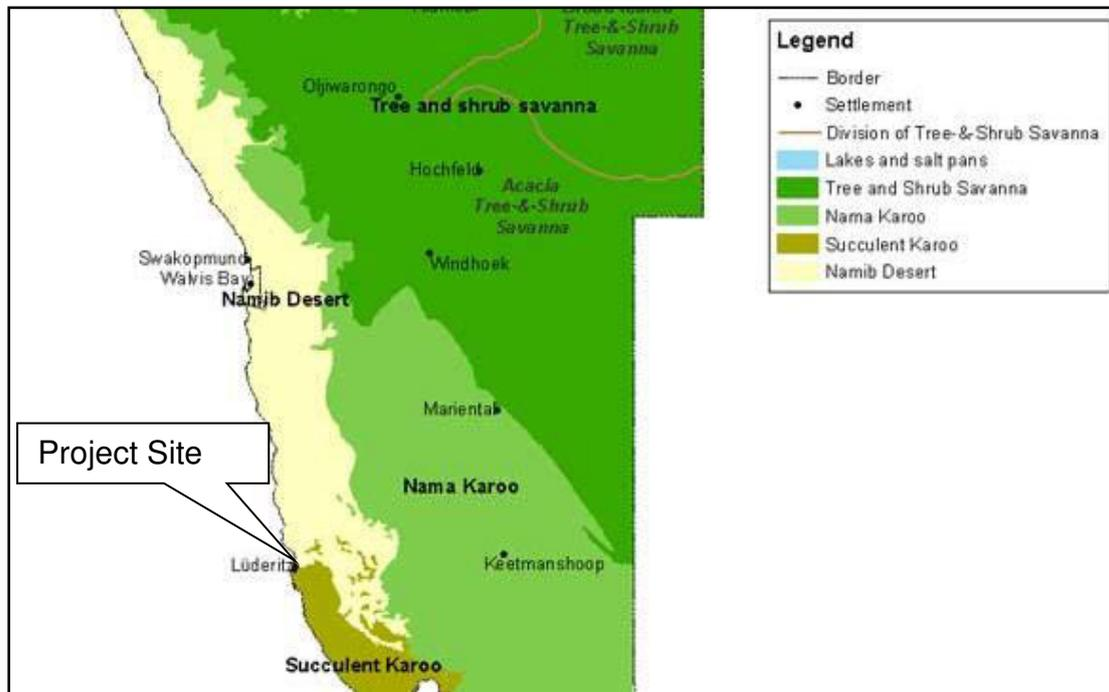 Tree-&-Shrub
Savanna
Otjiwarongo
Tree and shrub savanna
Hochfeld
Acacia
Tree-&-Shrub
Savanna
Swakopmund
Walvis Bay
Windhoek
Namib Desert
Mariental
Project Site
Nama Karoo
Lüderitz
Keetmanshoop
Succulent Karoo
Legend
Border
Settlement
Division of Tree-&-Shrub Savanna
Lakes and salt pans
Tree and Shrub Savanna
Nama Karoo
Succulent Karoo
Namib Desert